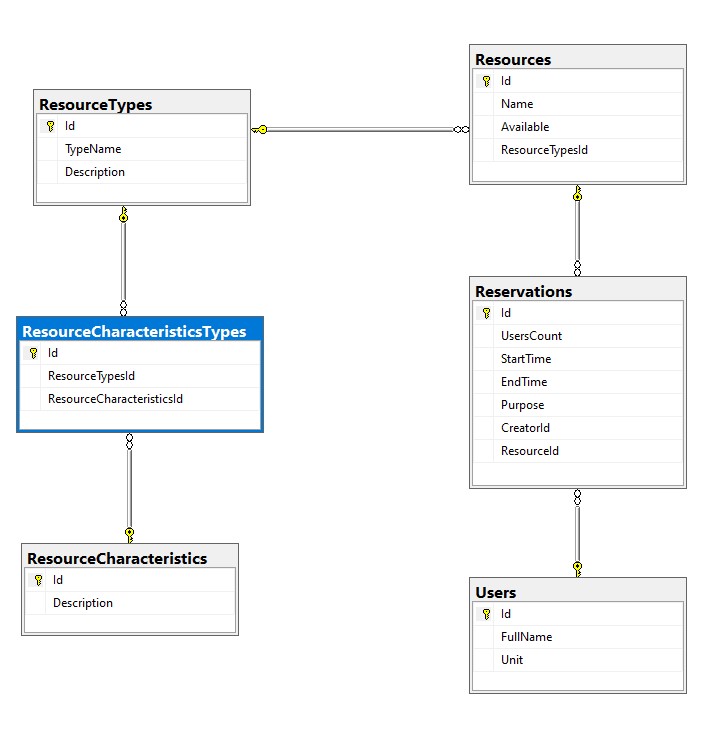 ResourceTypes
Id
TypeName
Description
Resources
Id
Name
Available
ResourceTypesId
ResourceCharacteristicsTypes
Id
ResourceTypesId
ResourceCharacteristicsId
Reservations
Id
UsersCount
StartTime
EndTime
Purpose
CreatorId
ResourceId
ResourceCharacteristics
Id
Description
Users
Id
FullName
Unit